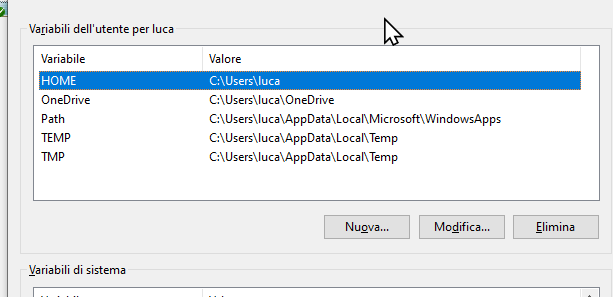 Variabili dell'utente per luca
Variabile Valore
HOME C:\Users\luca
OneDrive C:\Users\luca\OneDrive
Path C:\Users\luca\AppData\Local\Microsoft\WindowsApps
TEMP C:\Users\luca\AppData\Local\Temp
TMP C:\Users\luca\AppData\Local\Temp
Nuova... Modifica... Elimina
Variabili di sistema